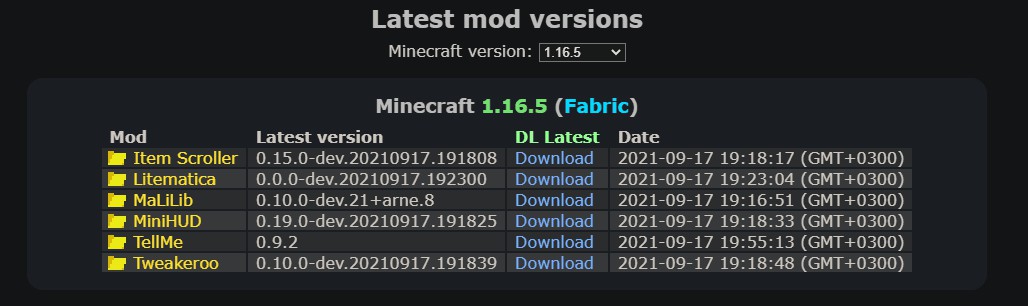 Latest mod versions
Minecraft version: 1.16.5
Minecraft 1.16.5 (Fabric)
Mod Latest version DL Latest Date
Item Scroller 0.15.0-dev.20210917.191808 Download 2021-09-17 19:18:17 (GMT+0300)
Litematica 0.0.0-dev.20210917.192300 Download 2021-09-17 19:23:04 (GMT+0300)
MaLiLib 0.10.0-dev.21+arne.8 Download 2021-09-17 19:16:51 (GMT+0300)
MiniHUD 0.19.0-dev.20210917.191825 Download 2021-09-17 19:18:33 (GMT+0300)
TellMe 0.9.2 Download 2021-09-17 19:55:13 (GMT+0300)
Tweakeroo 0.10.0-dev.20210917.191839 Download 2021-09-17 19:18:48 (GMT+0300)